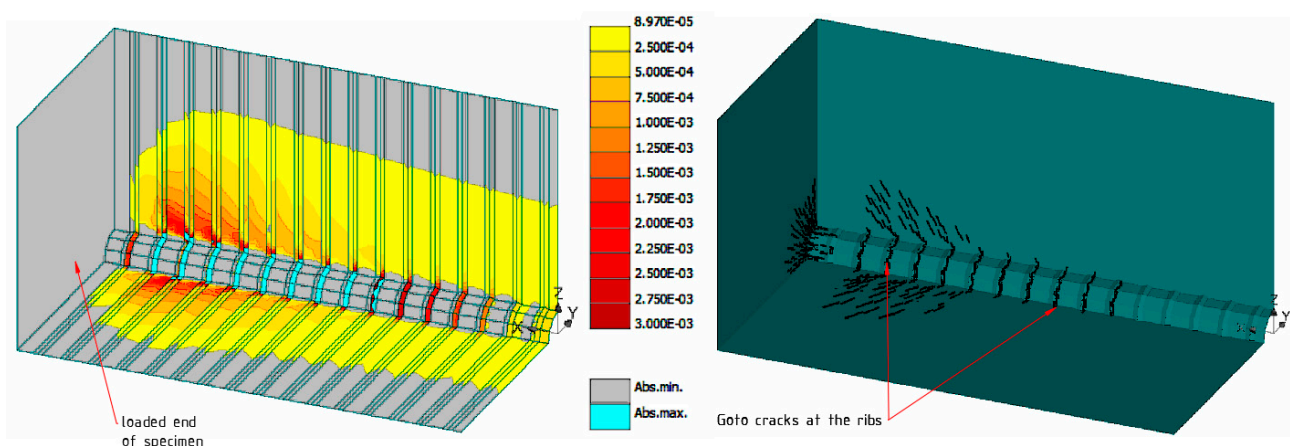 8.970E-05
2.500E-04
5.000E-04
7.500E-04
1.000E-03
1.250E-03
1.500E-03
1.750E-03
2.000E-03
2.250E-03
2.500E-03
2.750E-03
3.000E-03
Abs.min.
Abs.max.
Z
Y
X
loaded end
of specimen
Z
Y
Goto cracks at the ribs